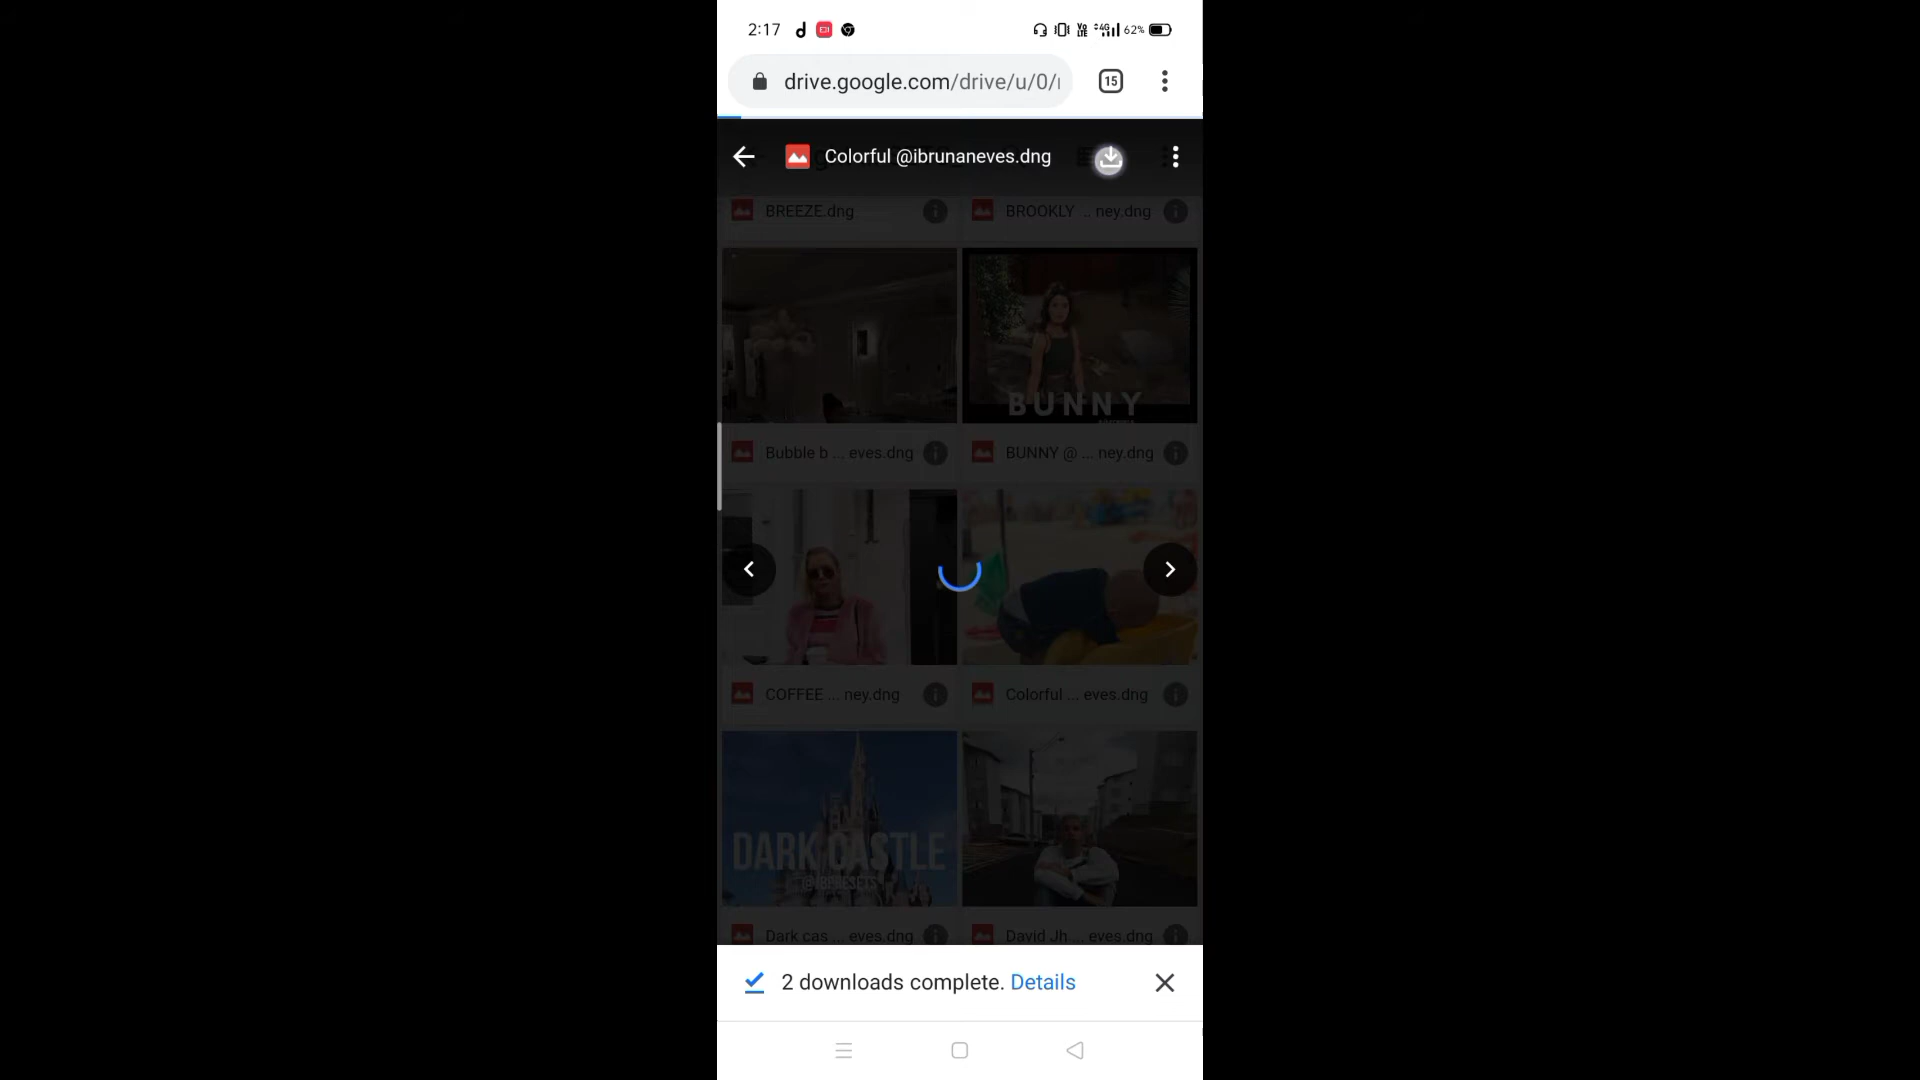 2:17 62%
drive.google.com/drive/u/0/ 15
Colorful @ibrunaneves.dng
BREEZE.dng BROOKLY ... ney.dng
BUNNY
Bubble b ... eves.dng BUNNY @ ... ney.dng
COFFEE ... ney.dng Colorful ... eves.dng
DARK CASTLE
@IBPRESETS
Dark cas ... eves.dng David Jh ... eves.dng
2 downloads complete. Details